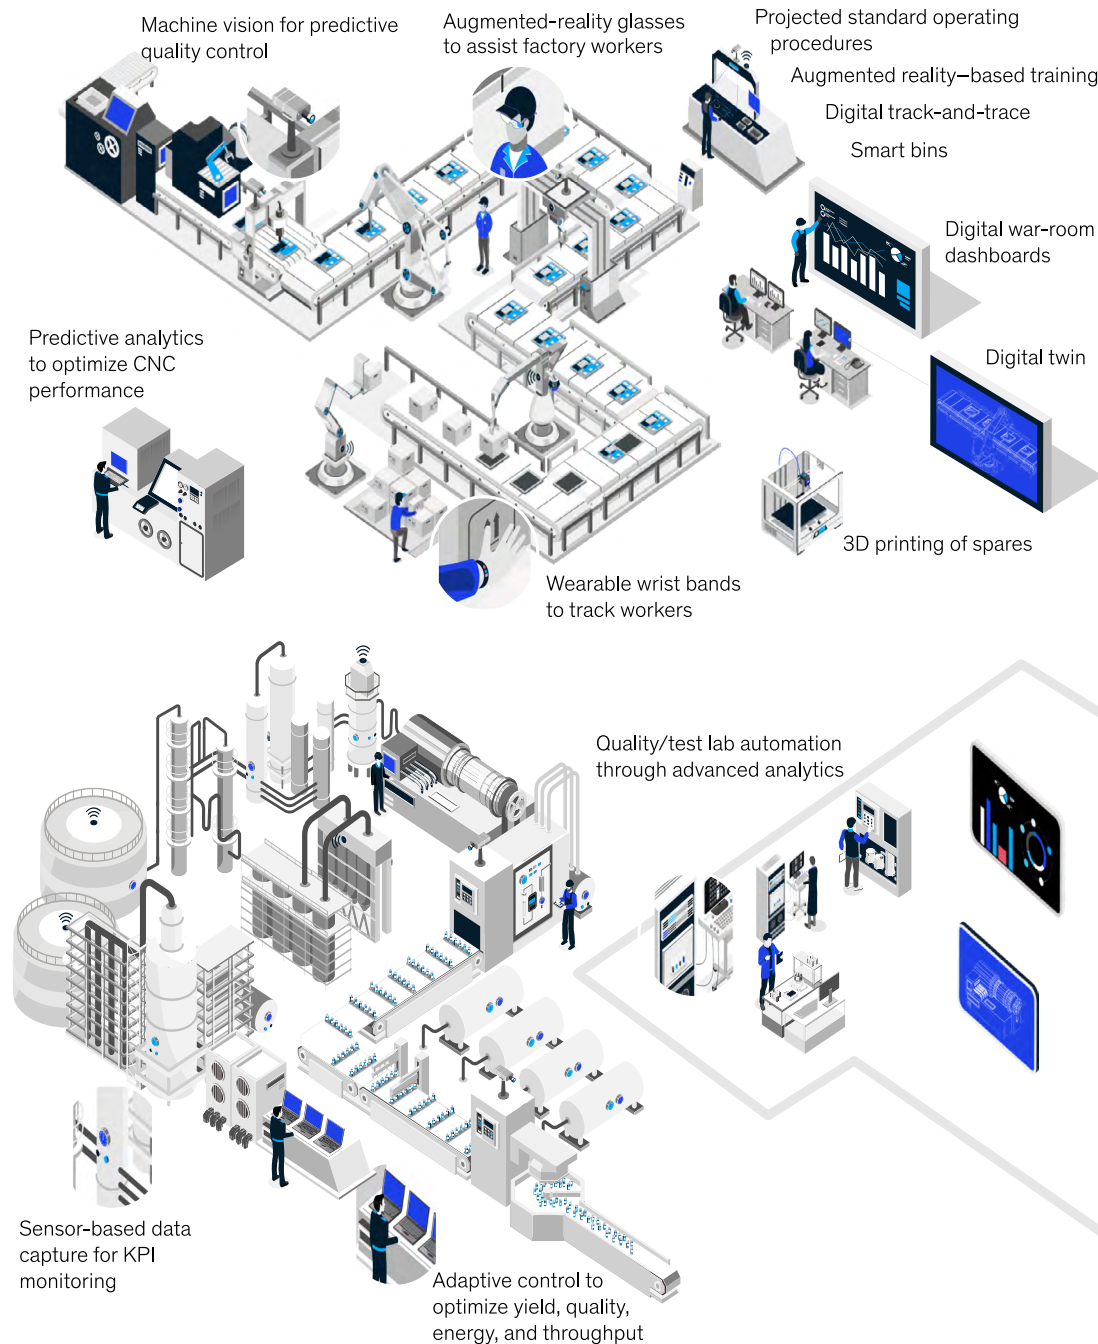 Machine vision for predictive
quality control
Augmented-reality glasses
to assist factory workers
Projected standard operating
procedures
Augmented reality–based training
Digital track-and-trace
Smart bins
Digital war-room
dashboards
Predictive analytics
to optimize CNC
performance
Digital twin
3D printing of spares
Wearable wrist bands
to track workers
Quality/test lab automation
through advanced analytics
Sensor-based data
capture for KPI
monitoring
Adaptive control to
optimize yield, quality,
energy, and throughput